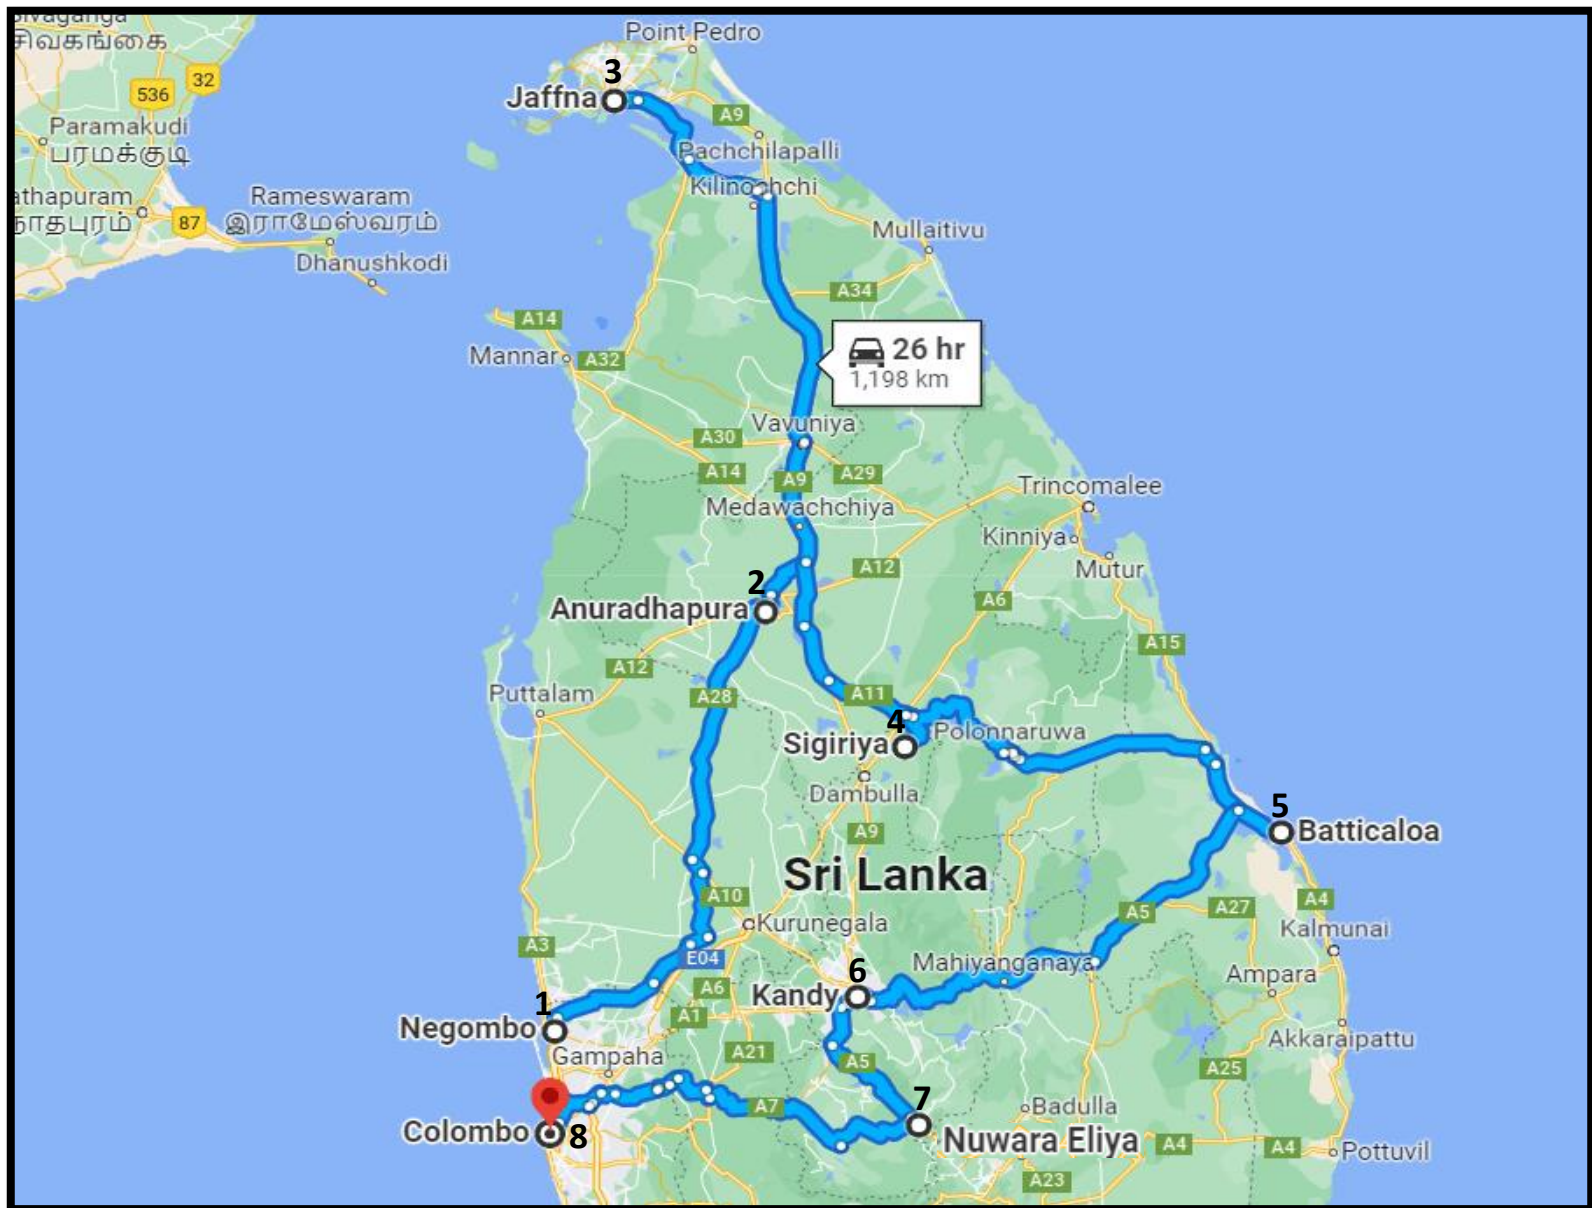 Sivaganga
சிவகங்கை
Point Pedro
32
536
3
Jaffna
A9
Paramakudi
பரமக்குடி
Pachchilapalli
Kilinochchi
athapuram
நாதபுரம்
87
Rameswaram
இராமேஸ்வரம்
Mullaitivu
Dhanushkodi
A34
A14
Mannar
A32
26 hr
1,198 km
Vavuniya
A30
A14
A9
A29
Medawachchiya
Trincomalee
Kinniya
Mutur
A12
2
Anuradhapura
A6
A15
A12
A28
A11
Puttalam
4
Sigiriya
Polonnaruwa
Dambulla
5
Batticaloa
A9
Sri Lanka
A10
A5
A27
A4
Kurunegala
Kalmunai
A3
E04
Mahiyanganaya
6
Kandy
Ampara
A6
1
Negombo
A1
Akkaraipattu
Gampaha
A21
A5
A25
7
A7
Badulla
Colombo
8
Nuwara Eliya
A4
A4
Pottuvil
A23